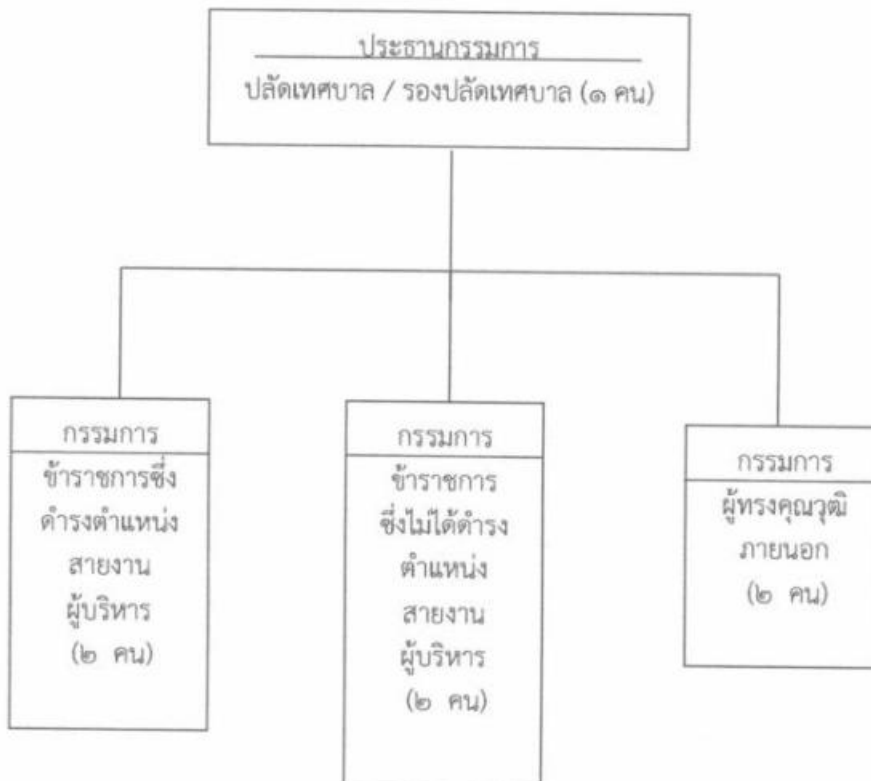 ประธานกรรมการ
ปลัดเทศบาล / รองปลัดเทศบาล (๑ คน)
กรรมการ
ข้าราชการซึ่ง
ดำรงตำแหน่ง
สายงาน
ผู้บริหาร
(๒ คน)
กรรมการ
ข้าราชการ
ซึ่งไม่ได้ดำรง
ตำแหน่ง
สายงาน
ผู้บริหาร
(๒ คน)
กรรมการ
ผู้ทรงคุณวุฒิ
ภายนอก
(๒ คน)